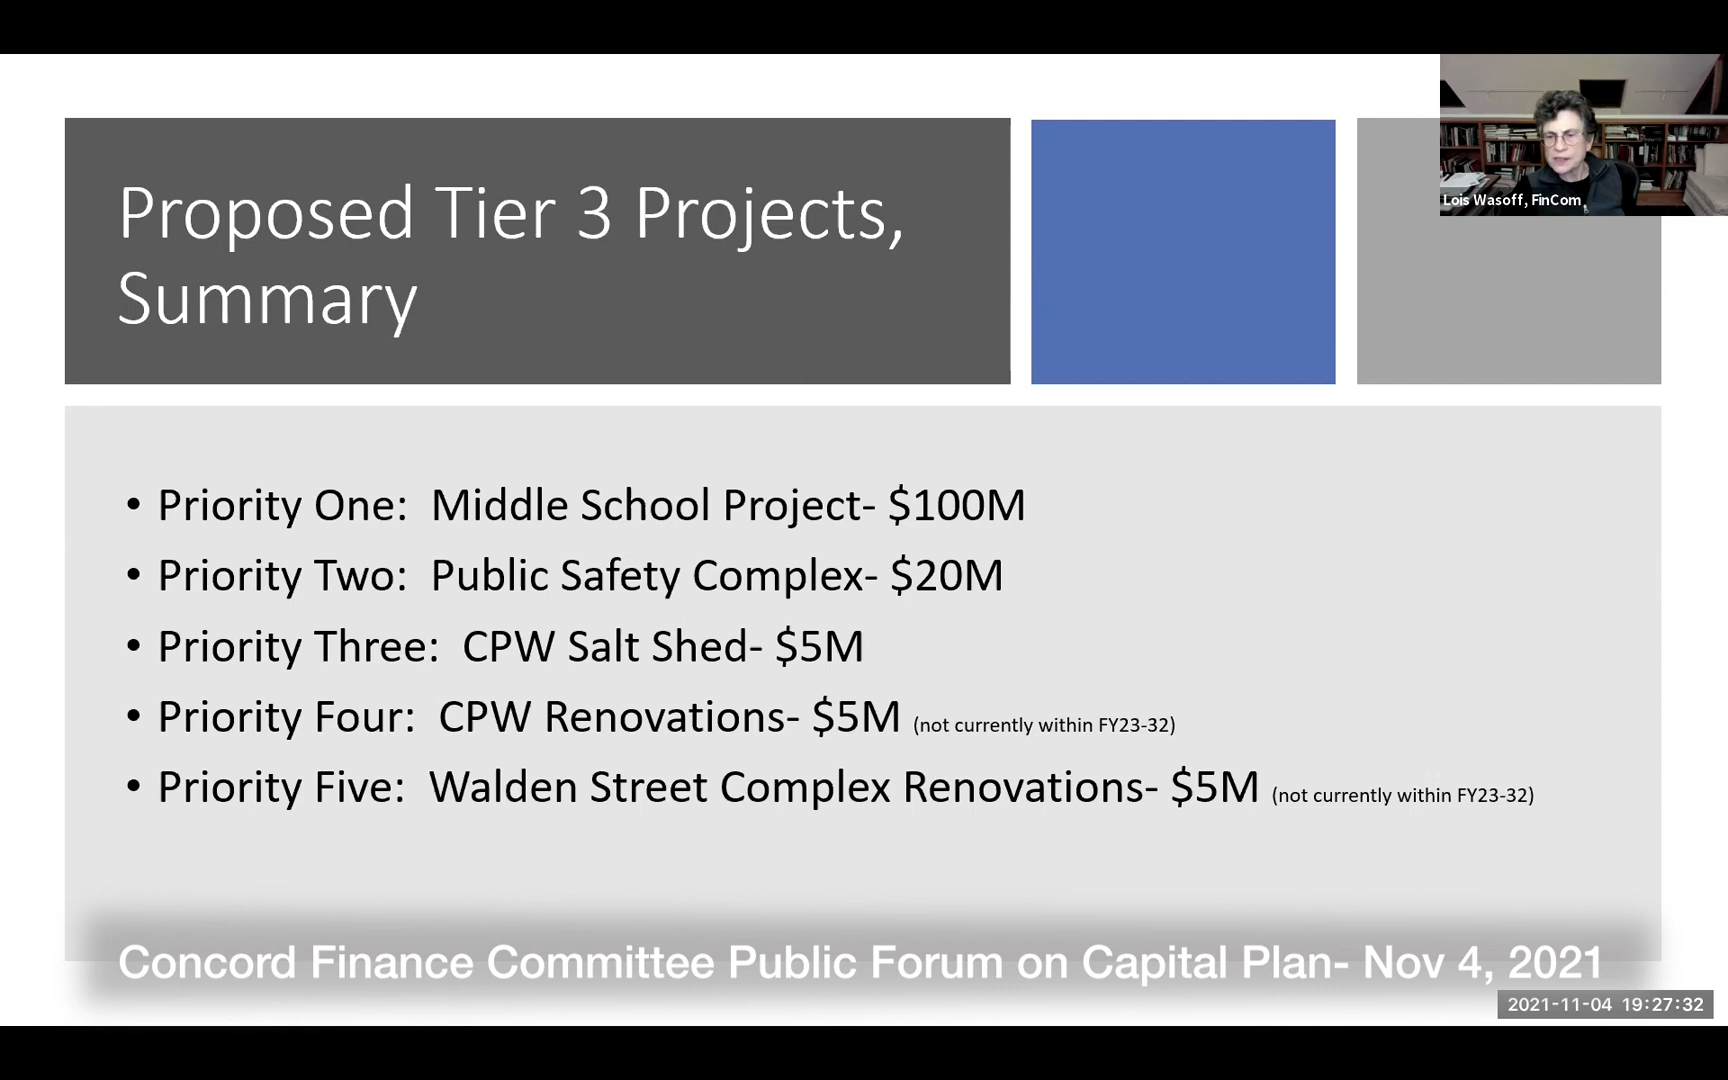 Lois Wasoff, FinCom
Proposed Tier 3 Projects,
Summary
• Priority One:  Middle School Project- $100M
• Priority Two:  Public Safety Complex- $20M
• Priority Three:  CPW Salt Shed- $5M
• Priority Four:  CPW Renovations- $5M (not currently within FY23-32)
• Priority Five:  Walden Street Complex Renovations- $5M (not currently within FY23-32)
Concord Finance Committee Public Forum on Capital Plan- Nov 4, 2021
2021-11-04 19:27:32